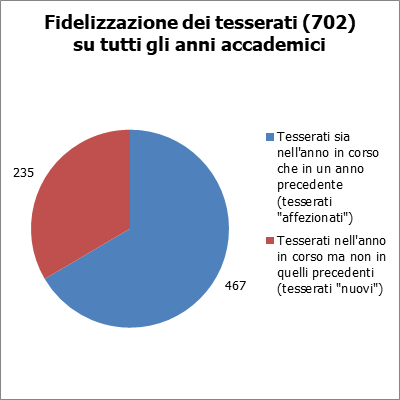 Fidelizzazione dei tesserati (702)
su tutti gli anni accademici
235
467
Tesserati sia
nell'anno in corso
che in un anno
precedente
(tesserati
"affezionati")
Tesserati nell'anno
in corso ma non in
quelli precedenti
(tesserati "nuovi")